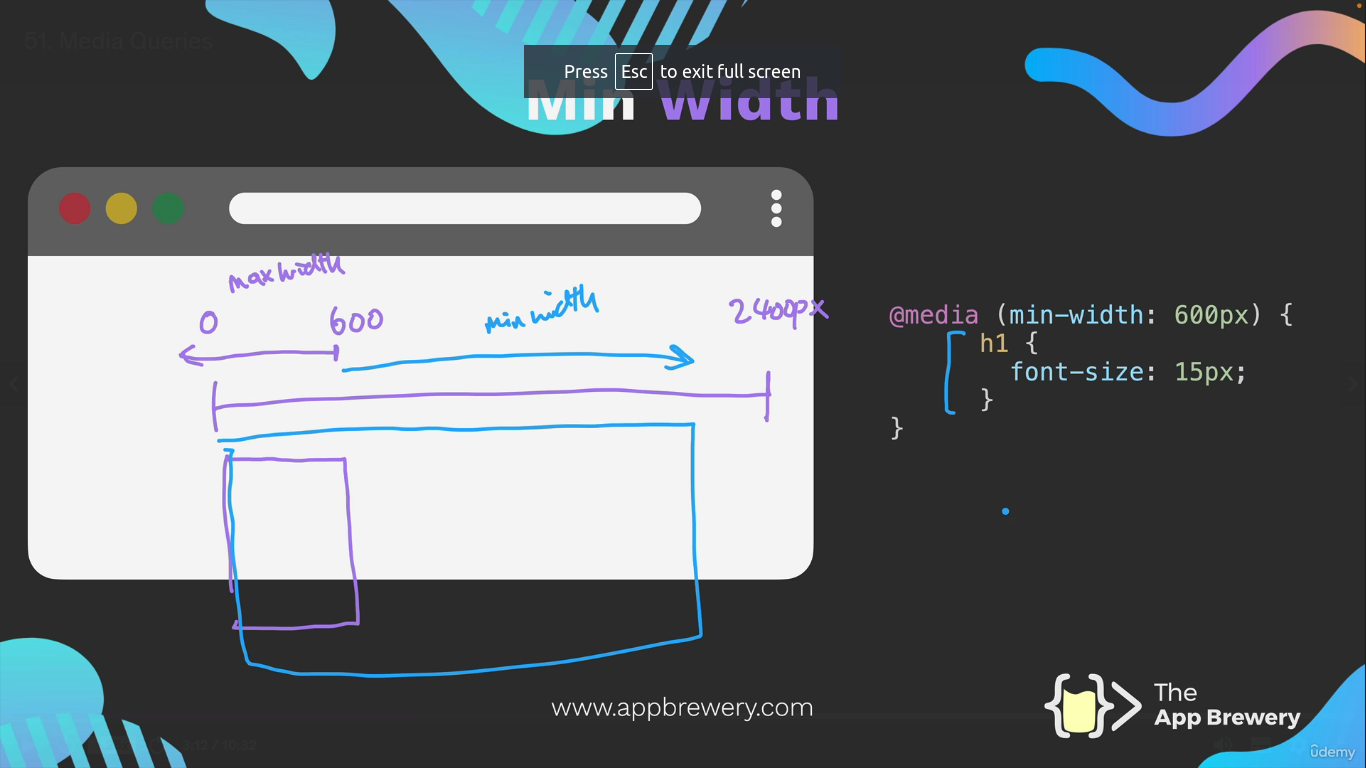 51. Media Queries
Press Esc to exit full screen
Min Width
max width
0
600
min width
2400px
@media (min-width: 600px) {
h1 {
font-size: 15px;
}
}
www.appbrewery.com
The
App Brewery
ûdemy